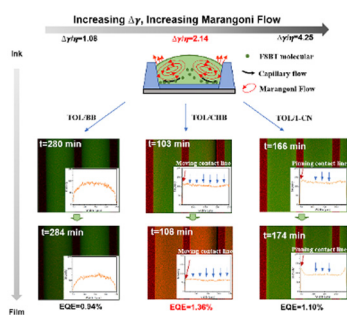 Increasing Δγ, Increasing Marangoni Flow
Ink
Δγ/η=1.08
Δγ/η=2.14
Δγ/η=4.25
FSBT molecular
Capillary flow
Marangoni Flow
TOL/BB
TOL/CHB
TOL/1-CN
t=280 min
t=103 min
Moving contact line
t=166 min
Pinning contact line
t=284 min
t=108 min
Moving contact line
t=174 min
Pinning contact line
Film
EQE=0.94%
EQE=1.36%
EQE=1.10%